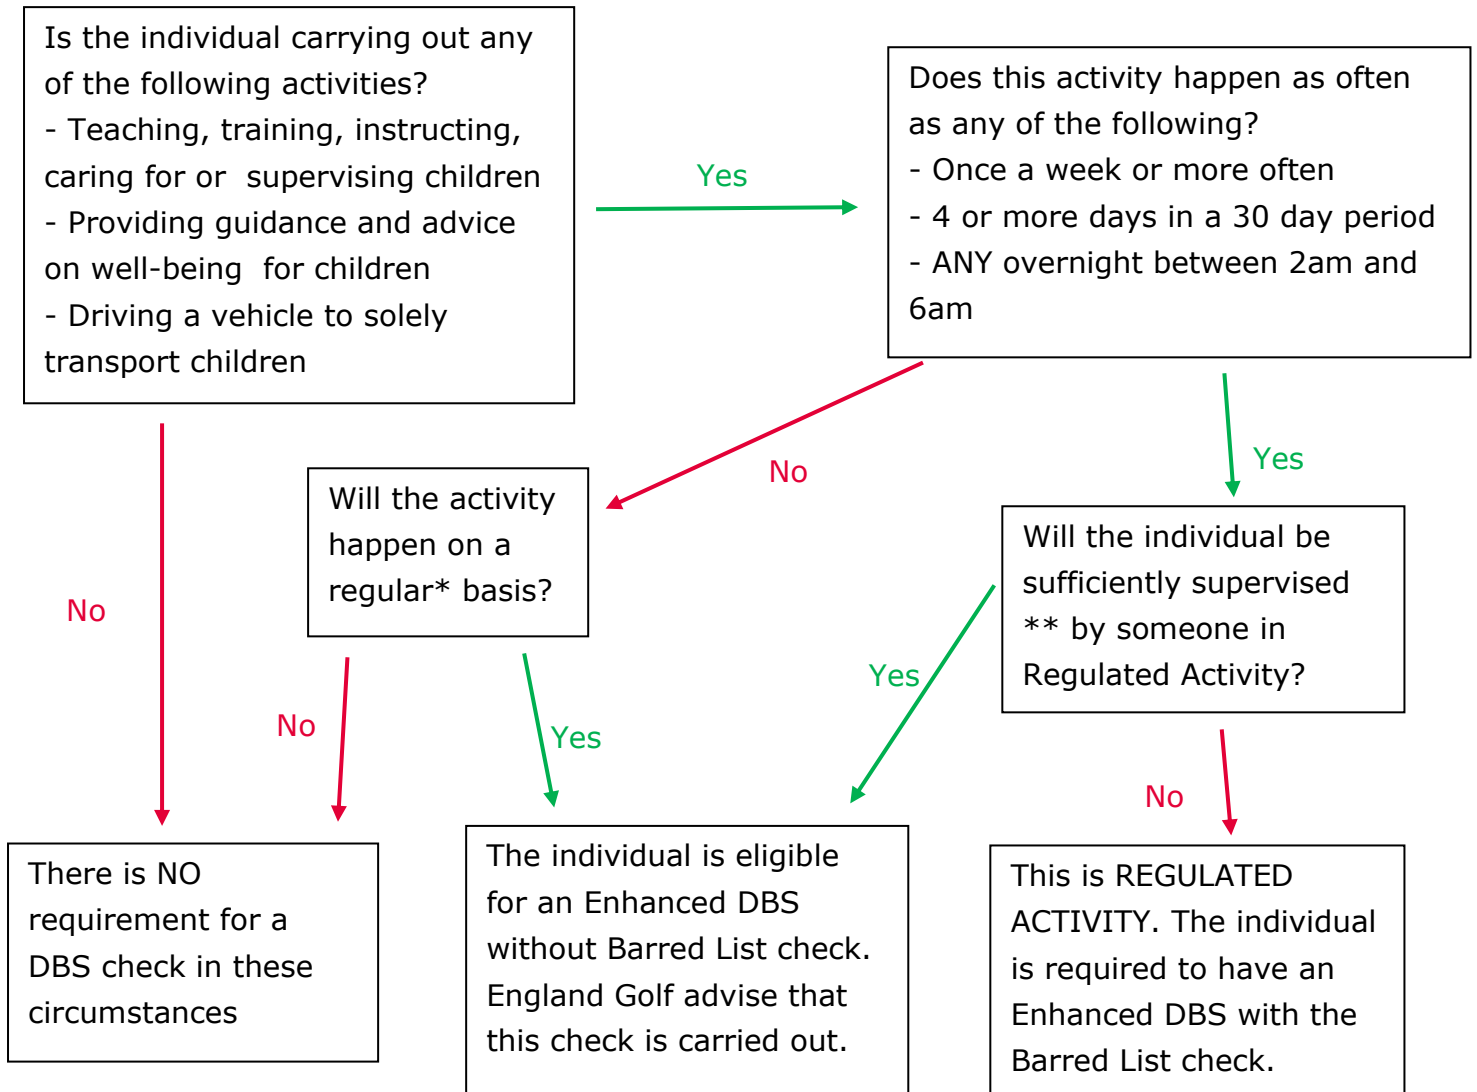 Is the individual carrying out any
of the following activities?
- Teaching, training, instructing,
caring for or  supervising children
- Providing guidance and advice
on well-being  for children
- Driving a vehicle to solely
transport children
Yes
Does this activity happen as often
as any of the following?
- Once a week or more often
- 4 or more days in a 30 day period
- ANY overnight between 2am and
6am
No
No
Yes
Will the activity
happen on a
regular* basis?
Will the individual be
sufficiently supervised
** by someone in
Regulated Activity?
No
Yes
Yes
No
There is NO
requirement for a
DBS check in these
circumstances
The individual is eligible
for an Enhanced DBS
without Barred List check.
England Golf advise that
this check is carried out.
This is REGULATED
ACTIVITY. The individual
is required to have an
Enhanced DBS with the
Barred List check.